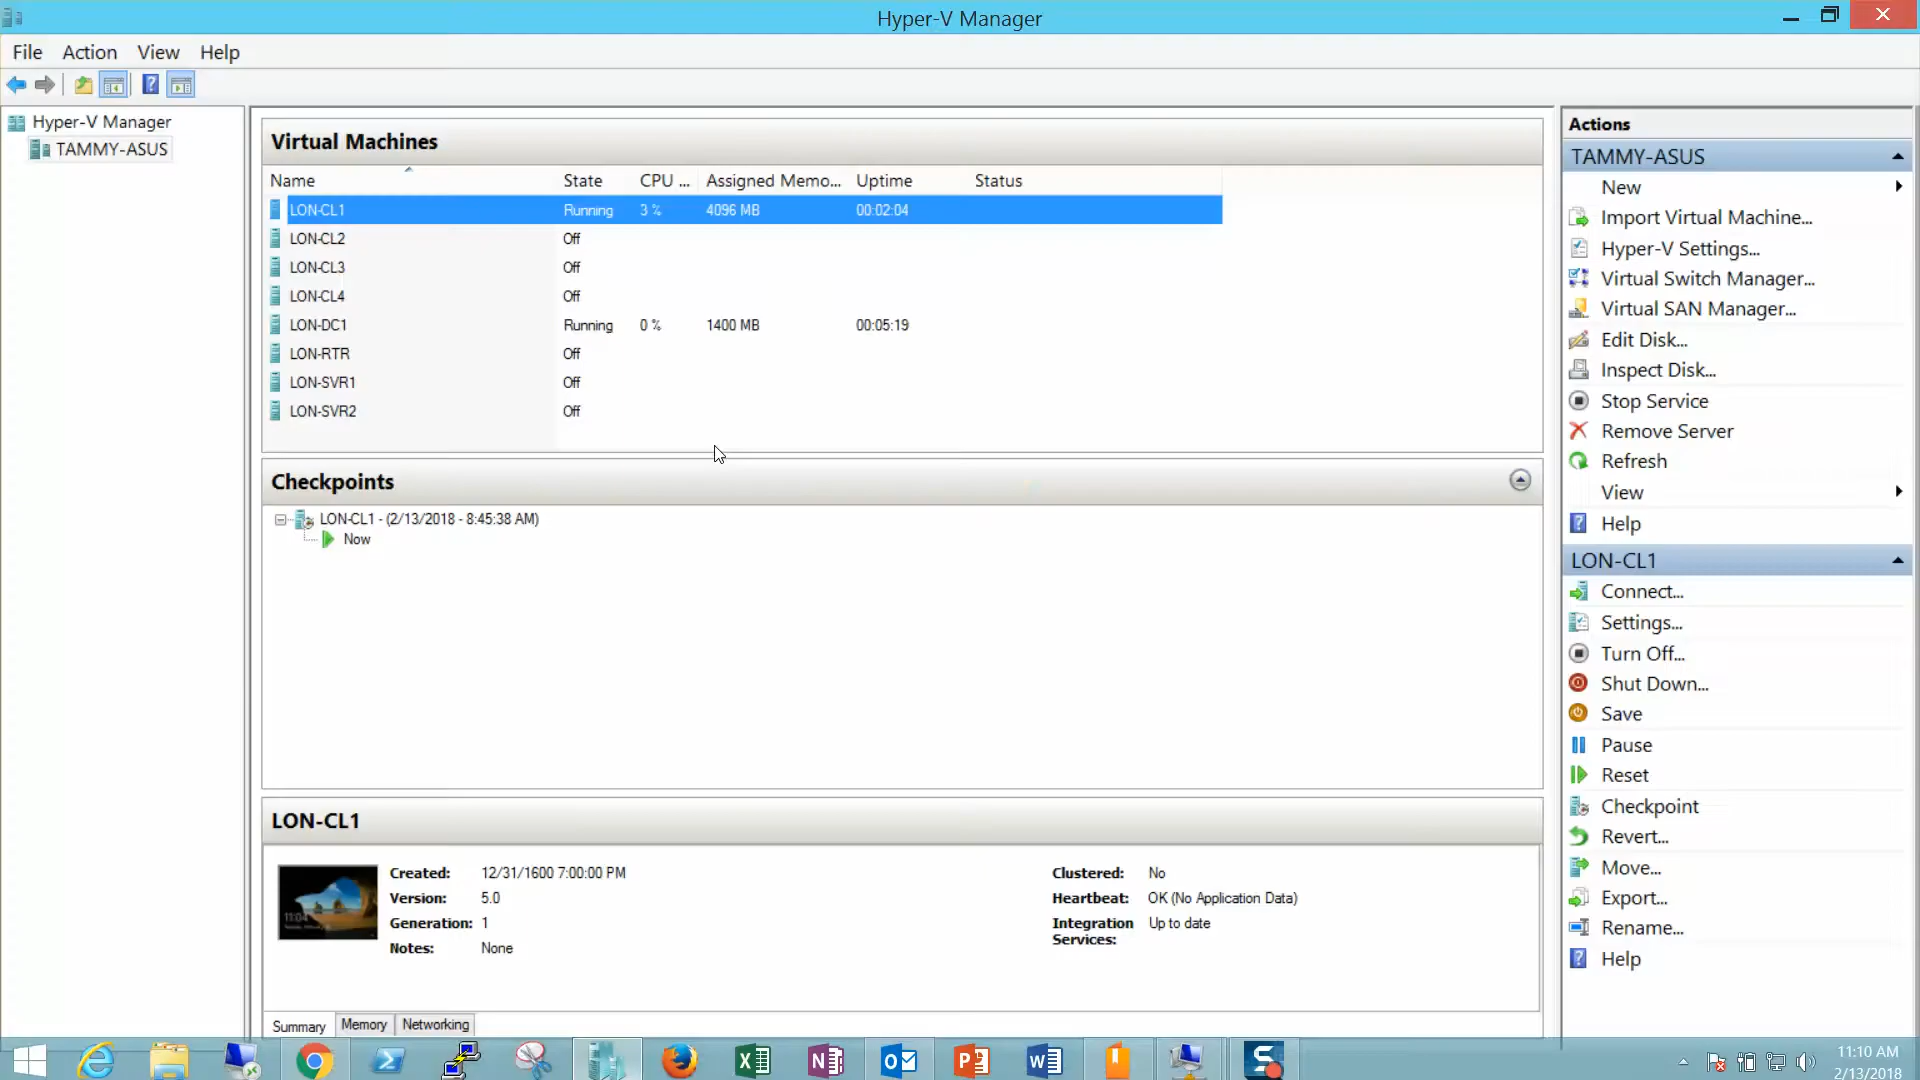 Hyper-V Manager
File Action View Help
Hyper-V Manager
TAMMY-ASUS
Virtual Machines
Name State CPU ... Assigned Memo... Uptime Status
LON-CL1 Running 3 % 4096 MB 00:02:04
LON-CL2 Off
LON-CL3 Off
LON-CL4 Off
LON-DC1 Running 0 % 1400 MB 00:05:19
LON-RTR Off
LON-SVR1 Off
LON-SVR2 Off
Checkpoints
LON-CL1 - (2/13/2018 - 8:45:38 AM)
Now
LON-CL1
11:04
Created: 12/31/1600 7:00:00 PM
Version: 5.0
Generation: 1
Notes: None
Clustered: No
Heartbeat: OK (No Application Data)
Integration Up to date
Services:
Summary Memory Networking
Actions
TAMMY-ASUS
New
Import Virtual Machine...
Hyper-V Settings...
Virtual Switch Manager...
Virtual SAN Manager...
Edit Disk...
Inspect Disk...
Stop Service
Remove Server
Refresh
View
Help
LON-CL1
Connect...
Settings...
Turn Off...
Shut Down...
Save
Pause
Reset
Checkpoint
Revert...
Move...
Export...
Rename...
Help
11:10 AM
2/13/2018